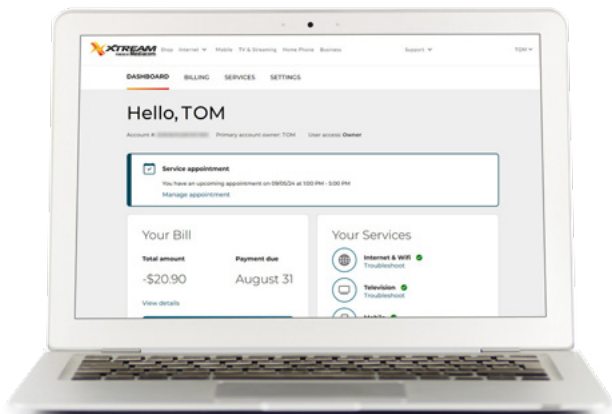 XTREAM Shop Internet Mobile TV & Streaming Home Phone Business Support TOM
Mediacom
DASHBOARD BILLING SERVICES SETTINGS
Hello, TOM
Account #: Primary account owner: TOM User access: Owner
Service appointment
You have an upcoming appointment on 09/05/24 at 1:00 PM - 5:00 PM
Manage appointment
Your Bill
Total amount Payment due
-$20.90 August 31
View details
Your Services
Internet & Wifi
Troubleshoot
Television
Troubleshoot
Mobile